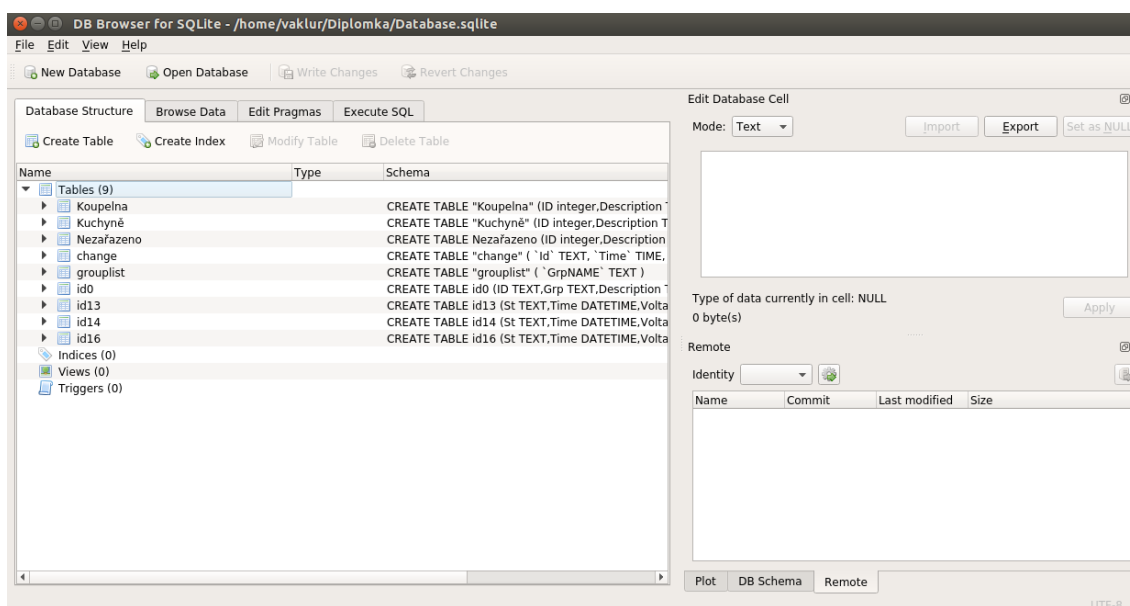 DB Browser for SQLite - /home/vaklur/Diplomka/Database.sqlite
File Edit View Help
New Database Open Database Write Changes Revert Changes
Database Structure Browse Data Edit Pragmas Execute SQL
Create Table Create Index Modify Table Delete Table
Name Type Schema
Tables (9)
Koupelna CREATE TABLE "Koupelna" (ID integer,Description
Kuchyně CREATE TABLE "Kuchyně" (ID integer,Description T
Nezařazeno CREATE TABLE Nezařazeno (ID integer,Description
change CREATE TABLE "change" ( `Id` TEXT, `Time` TIME,
grouplist CREATE TABLE "grouplist" ( `GrpNAME` TEXT )
id0 CREATE TABLE id0 (ID TEXT,Grp TEXT,Description
id13 CREATE TABLE id13 (St TEXT,Time DATETIME,Volta
id14 CREATE TABLE id14 (St TEXT,Time DATETIME,Volta
id16 CREATE TABLE id16 (St TEXT,Time DATETIME,Volta
Indices (0)
Views (0)
Triggers (0)
Edit Database Cell
Mode: Text Import Export Set as NULL
Type of data currently in cell: NULL
0 byte(s)
Apply
Remote
Identity
Name Commit Last modified Size
Plot DB Schema Remote
UTF-8